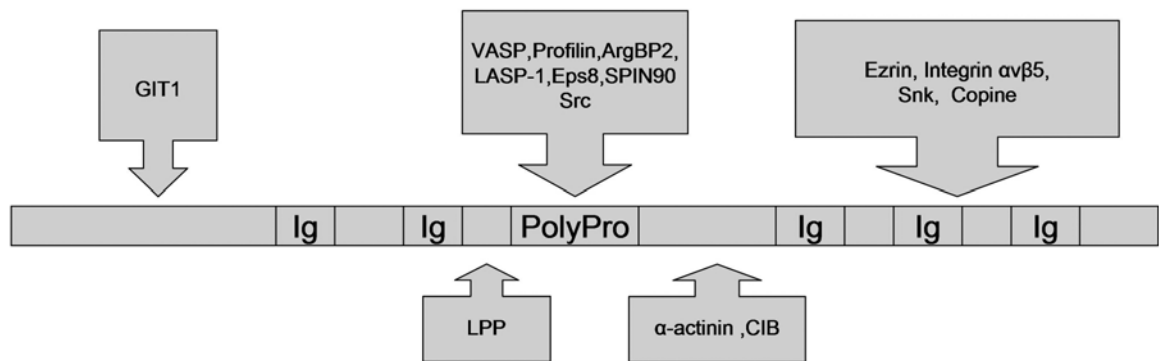 GIT1
VASP,Profilin,ArgBP2,
LASP-1,Eps8,SPIN90
Src
Ezrin, Integrin αvβ5,
Snk, Copine
Ig Ig PolyPro Ig Ig Ig
LPP
α-actinin ,CIB